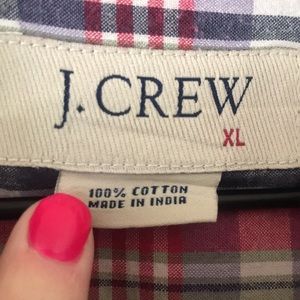 J. CREW
XL
100% COTTON
MADE IN INDIA